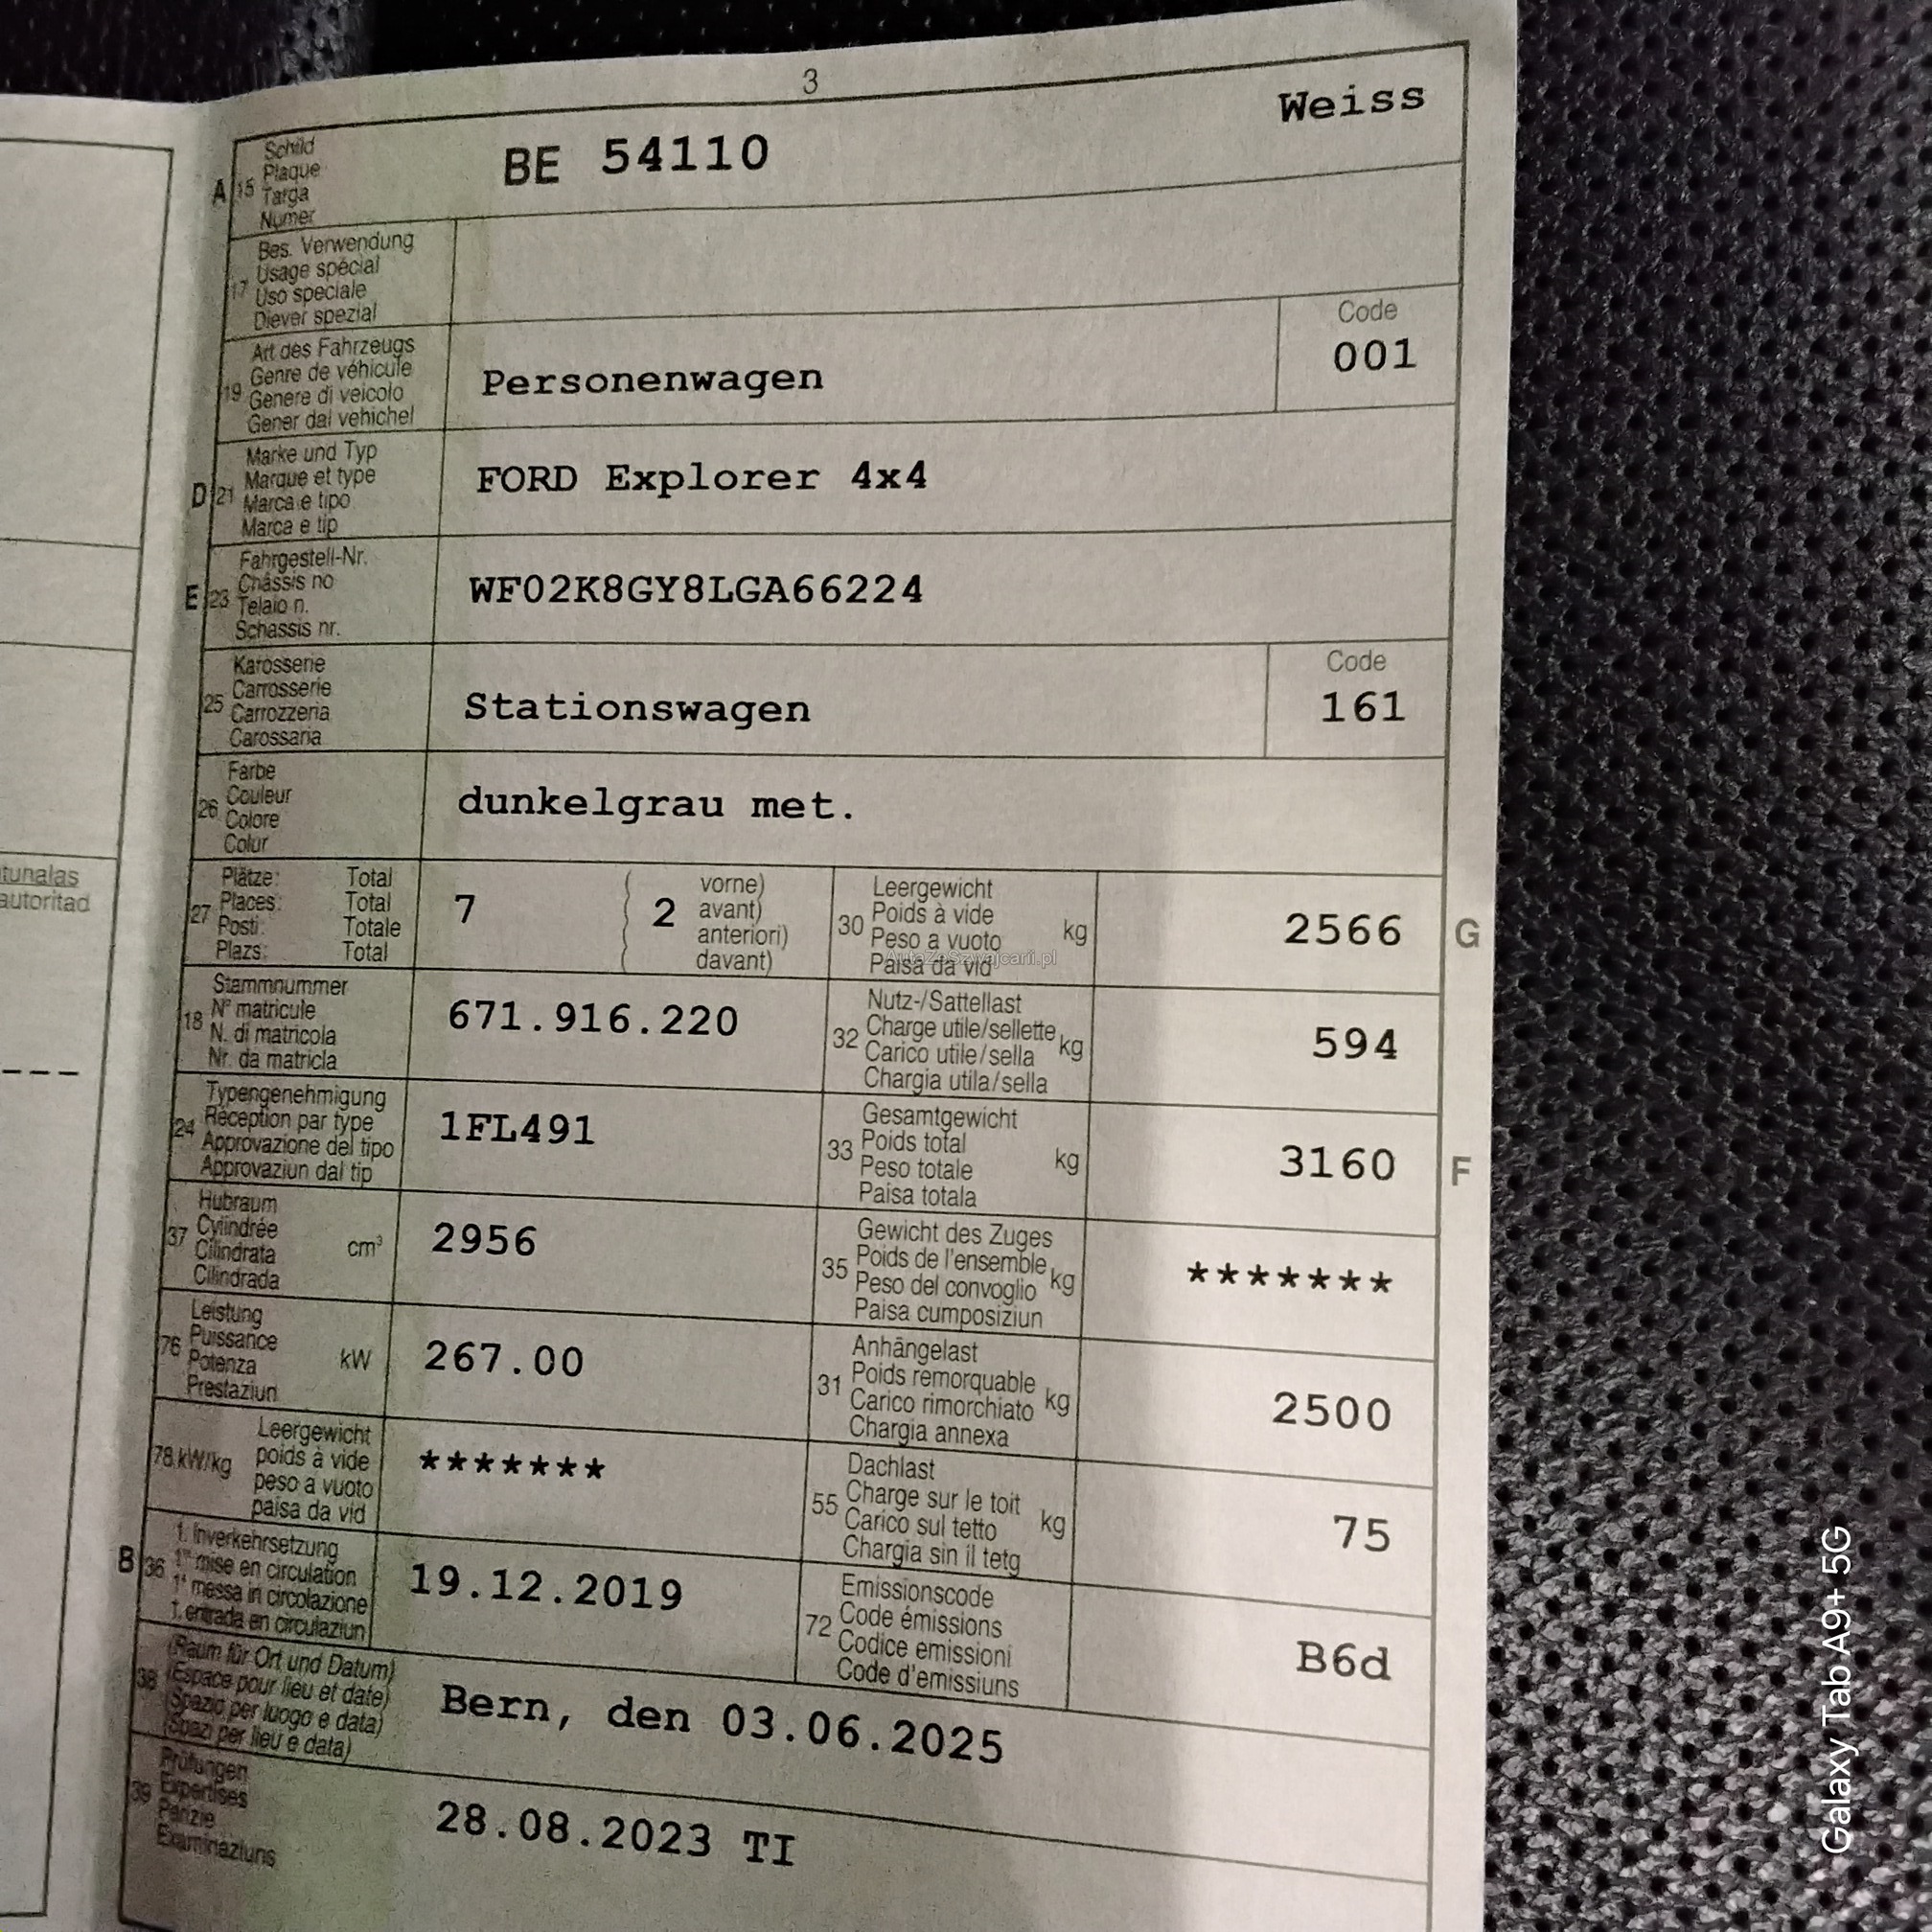 3
Weiss
A 15 Schild
Plaque
Targa
Numer
BE 54110
17 Bes. Verwendung
Usage spécial
Uso speciale
Diever spezial
19 Art des Fahrzeugs
Genre de véhicule
Genere di veicolo
Gener dal vehichel
Personenwagen
Code
001
D 21 Marke und Typ
Marque et type
Marca e tipo
Marca e tip
FORD Explorer 4x4
E 23 Fahrgestell-Nr.
Châssis no
Telaio n.
Schassis nr.
WF02K8GY8LGA66224
25 Karosserie
Carrosserie
Carrozzeria
Carossaria
Stationswagen
Code
161
26 Farbe
Couleur
Colore
Colur
dunkelgrau met.
27 Plätze: Total
Places: Total
Posti: Totale
Plazs: Total
7
2
vorne)
avant)
anteriori)
davant)
30 Leergewicht
Poids à vide
Peso a vuoto
Paisa da vid
kg
2566
G
AutoZeSzwajcarii.pl
18 Stammnummer
N° matricule
N. di matricola
Nr. da matricla
671.916.220
32 Nutz-/Sattellast
Charge utile/sellette
Carico utile/sella
Chargia utila/sella
kg
594
24 Typengenehmigung
Réception par type
Approvazione del tipo
Approvaziun dal tip
1FL491
33 Gesamtgewicht
Poids total
Peso totale
Paisa totala
kg
3160
F
37 Hubraum
Cylindrée
Cilindrata
Cilindrada
cm³
2956
35 Gewicht des Zuges
Poids de l'ensemble
Peso del convoglio
Paisa cumposiziun
kg
*******
76 Leistung
Puissance
Potenza
Prestaziun
kW
267.00
31 Anhängelast
Poids remorquable
Carico rimorchiato
Chargia annexa
kg
2500
78 kW/kg
Leergewicht
poids à vide
peso a vuoto
paisa da vid
*******
55 Dachlast
Charge sur le toit
Carico sul tetto
Chargia sin il tetg
kg
75
B 36 1. Inverkehrsetzung
1re mise en circulation
1a messa in circolazione
1. entrada en circulaziun
19.12.2019
72 Emissionscode
Code émissions
Codice emissioni
Code d'emissiuns
B6d
38 (Raum für Ort und Datum)
(Espace pour lieu et date)
(Spazio per luogo e data)
(Spazi per lieu e data)
Bern, den 03.06.2025
39 Prüfungen
Expertises
Perizie
Examinaziuns
28.08.2023 TI
tunalas
autoritad
---
Galaxy Tab A9+ 5G